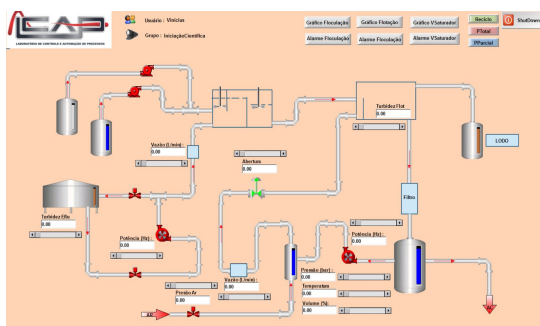 LCAP
LABORATÓRIO DE CONTROLE E AUTOMAÇÃO DE PROCESSOS
Usuário : Vinicius
Grupo : IniciaçãoCientífica
Gráfico Floculação
Gráfico Flotação
Gráfico VSaturador
Alarme Floculação
Alarme Floculação
Alarme VSaturador
Reciclo
PTotal
PParcial
ShutDown
Turbidez Flot
0.00
Vazão (L/min) :
0.00
Abertura
0.00
LODO
Filtro
Turbidez Eflu
0.00
Potência (Hz) :
0.00
Potência (Hz) :
0.00
Vazão (L/min) :
0.00
Pressão (bar) :
0.00
Temperatura
0.00
Volume (%):
0.00
Pressão Ar
0.00
AR